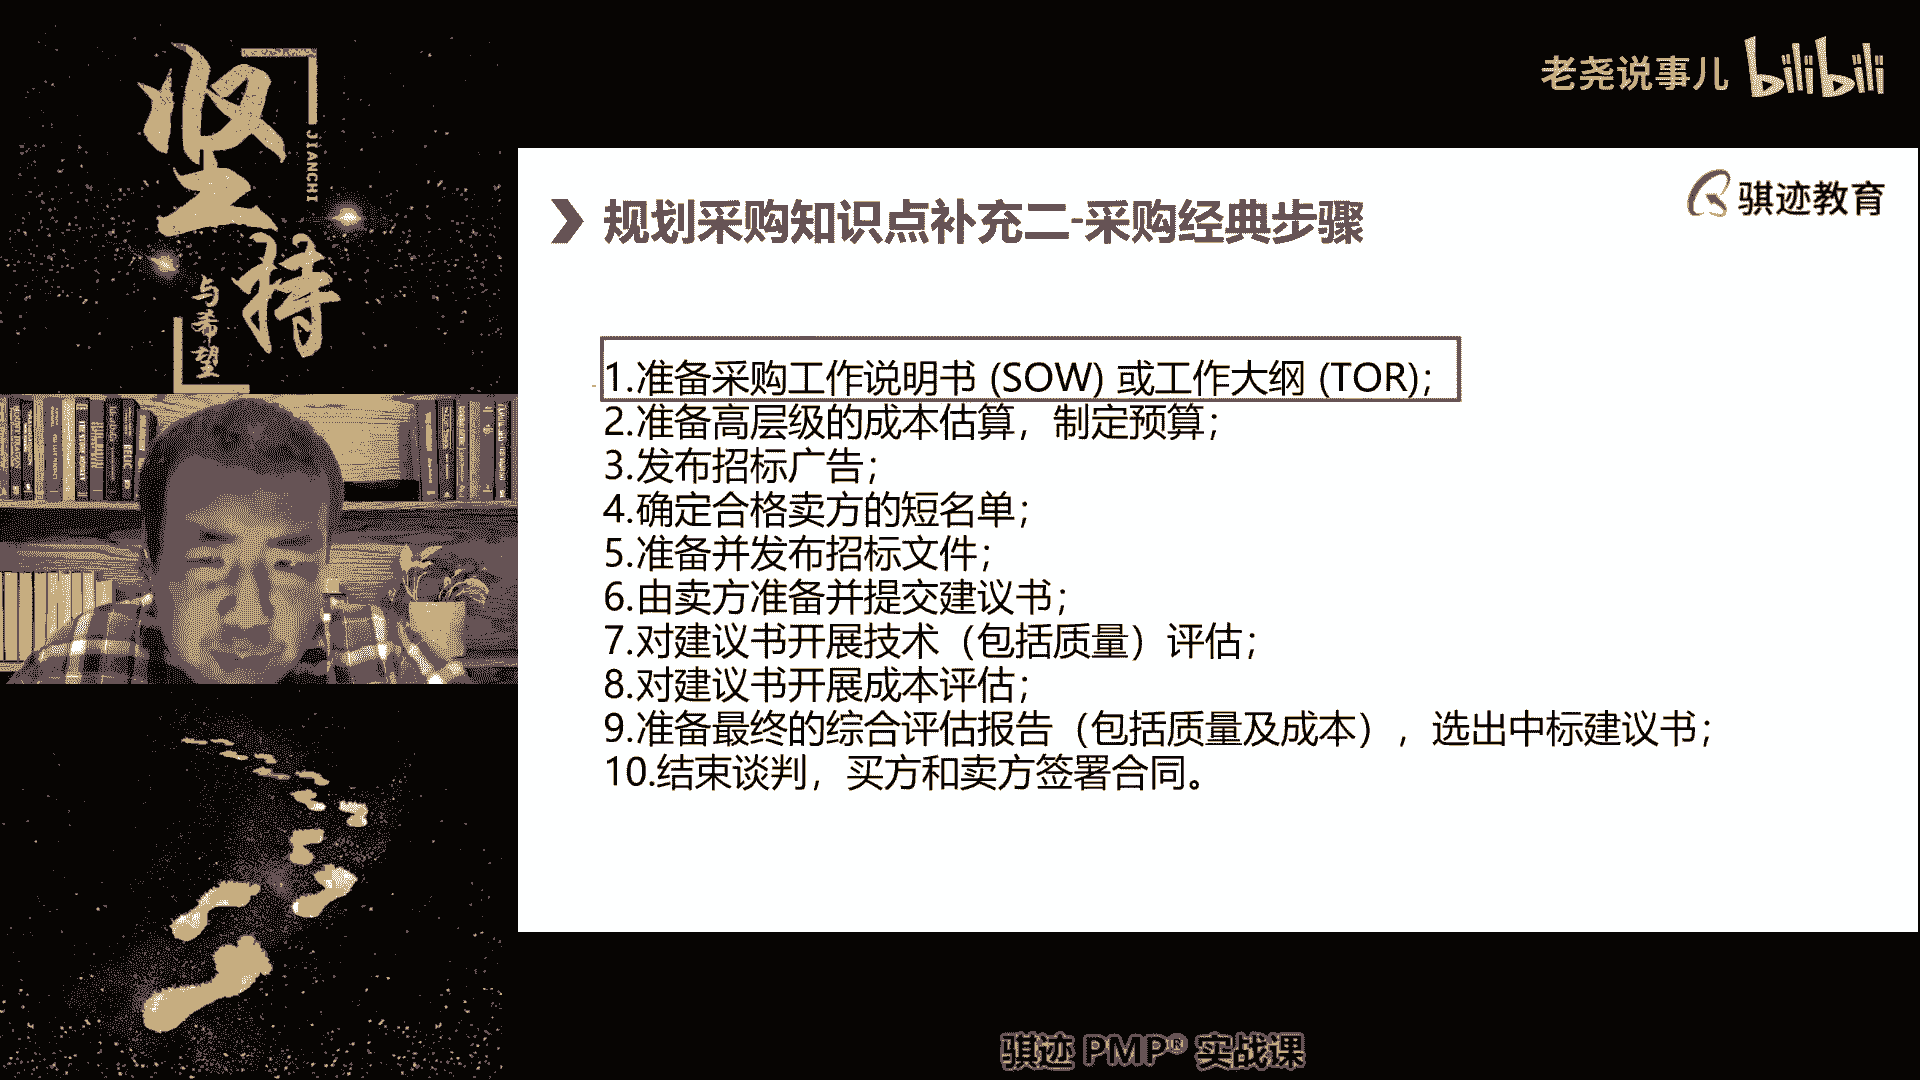 坚持
JIANCHI
与希望
老尧说事儿 bilibili
骐迹教育
规划采购知识点补充二-采购经典步骤
1.准备采购工作说明书 (SOW) 或工作大纲 (TOR)；
2.准备高层级的成本估算，制定预算；
3.发布招标广告；
4.确定合格卖方的短名单；
5.准备并发布招标文件；
6.由卖方准备并提交建议书；
7.对建议书开展技术（包括质量）评估；
8.对建议书开展成本评估；
9.准备最终的综合评估报告（包括质量及成本），选出中标建议书；
10.结束谈判，买方和卖方签署合同。
骐迹 PMP® 实战课